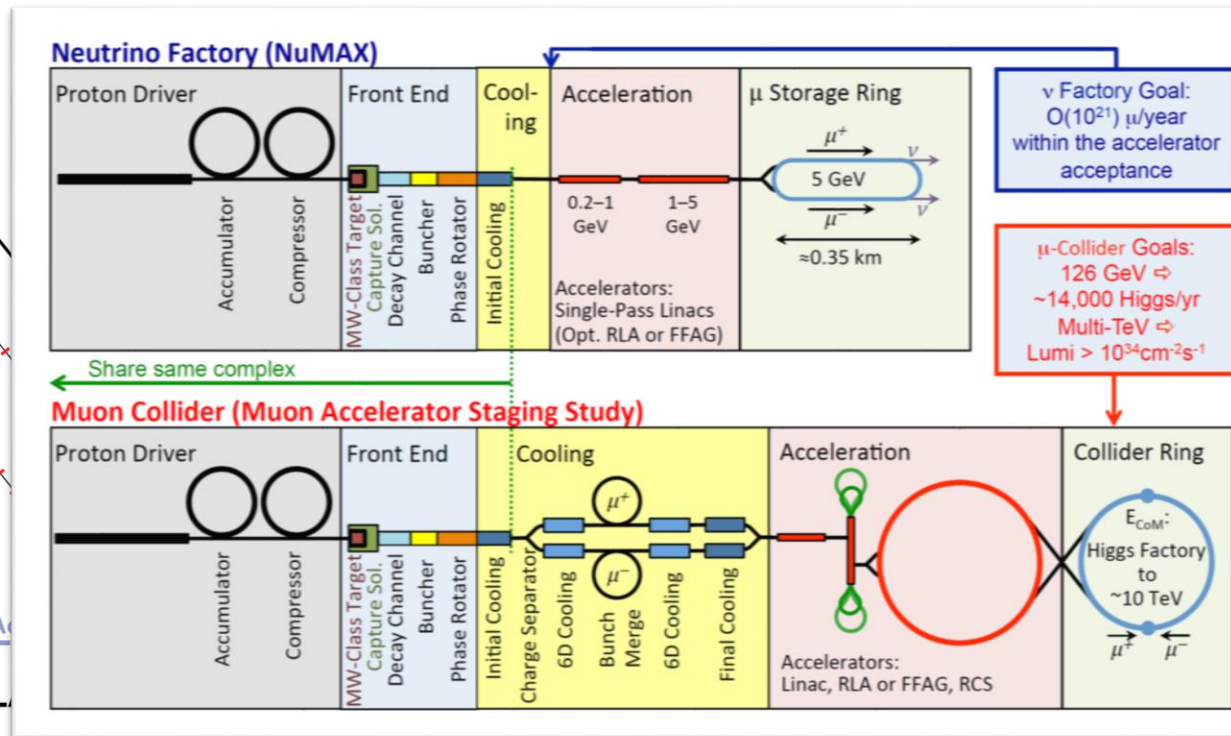 Neutrino Factory (NuMAX)
Proton Driver
Front End
Cool-
ing
Acceleration
μ Storage Ring
Accumulator
Compressor
MW-Class Target
Capture Sol.
Decay Channel
Buncher
Phase Rotator
Initial Cooling
0.2–1
GeV
1–5
GeV
Accelerators:
Single-Pass Linacs
(Opt. RLA or FFAG)
μ+
ν
5 GeV
μ−
ν
≈0.35 km
ν Factory Goal:
O(10²¹) μ/year
within the accelerator
acceptance
μ-Collider Goals:
126 GeV ⇨
~14,000 Higgs/yr
Multi-TeV ⇨
Lumi > 10³⁴cm⁻²s⁻¹
Share same complex
Muon Collider (Muon Accelerator Staging Study)
Proton Driver
Front End
Cooling
Acceleration
Collider Ring
Accumulator
Compressor
MW-Class Target
Capture Sol.
Decay Channel
Buncher
Phase Rotator
Initial Cooling
Charge Separator
μ+
μ−
6D Cooling
Bunch
Merge
6D Cooling
Final Cooling
Accelerators:
Linac, RLA or FFAG, RCS
ECoM:
Higgs Factory
to
~10 TeV
μ+ μ−